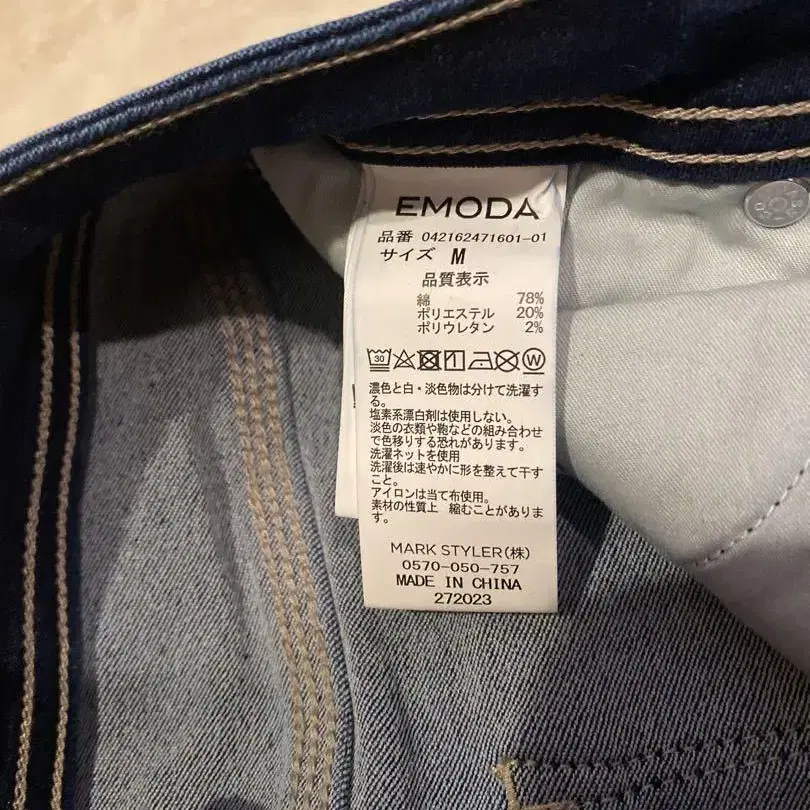 EMODA
品番 042162471601-01
サイズ M
品質表示
綿 78%
ポリエステル 20%
ポリウレタン 2%
30 W
濃色と白・淡色物は分けて洗濯す
る。
塩素系漂白剤は使用しない。
淡色の衣類や鞄などの組み合わせ
で色移りする恐れがあります。
洗濯ネットを使用
洗濯後は速やかに形を整えて干す
こと。
アイロンは当て布使用。
素材の性質上 縮むことがありま
す。
MARK STYLER(株)
0570-050-757
MADE IN CHINA
272023